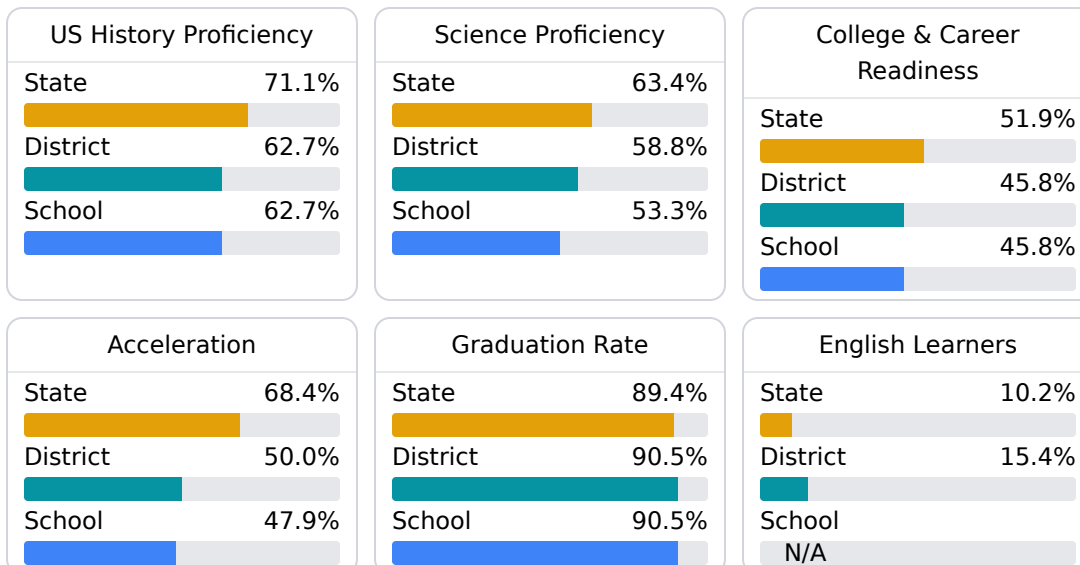 US History Proficiency
State 71.1%
District 62.7%
School 62.7%
Science Proficiency
State 63.4%
District 58.8%
School 53.3%
College & Career
Readiness
State 51.9%
District 45.8%
School 45.8%
Acceleration
State 68.4%
District 50.0%
School 47.9%
Graduation Rate
State 89.4%
District 90.5%
School 90.5%
English Learners
State 10.2%
District 15.4%
School
N/A